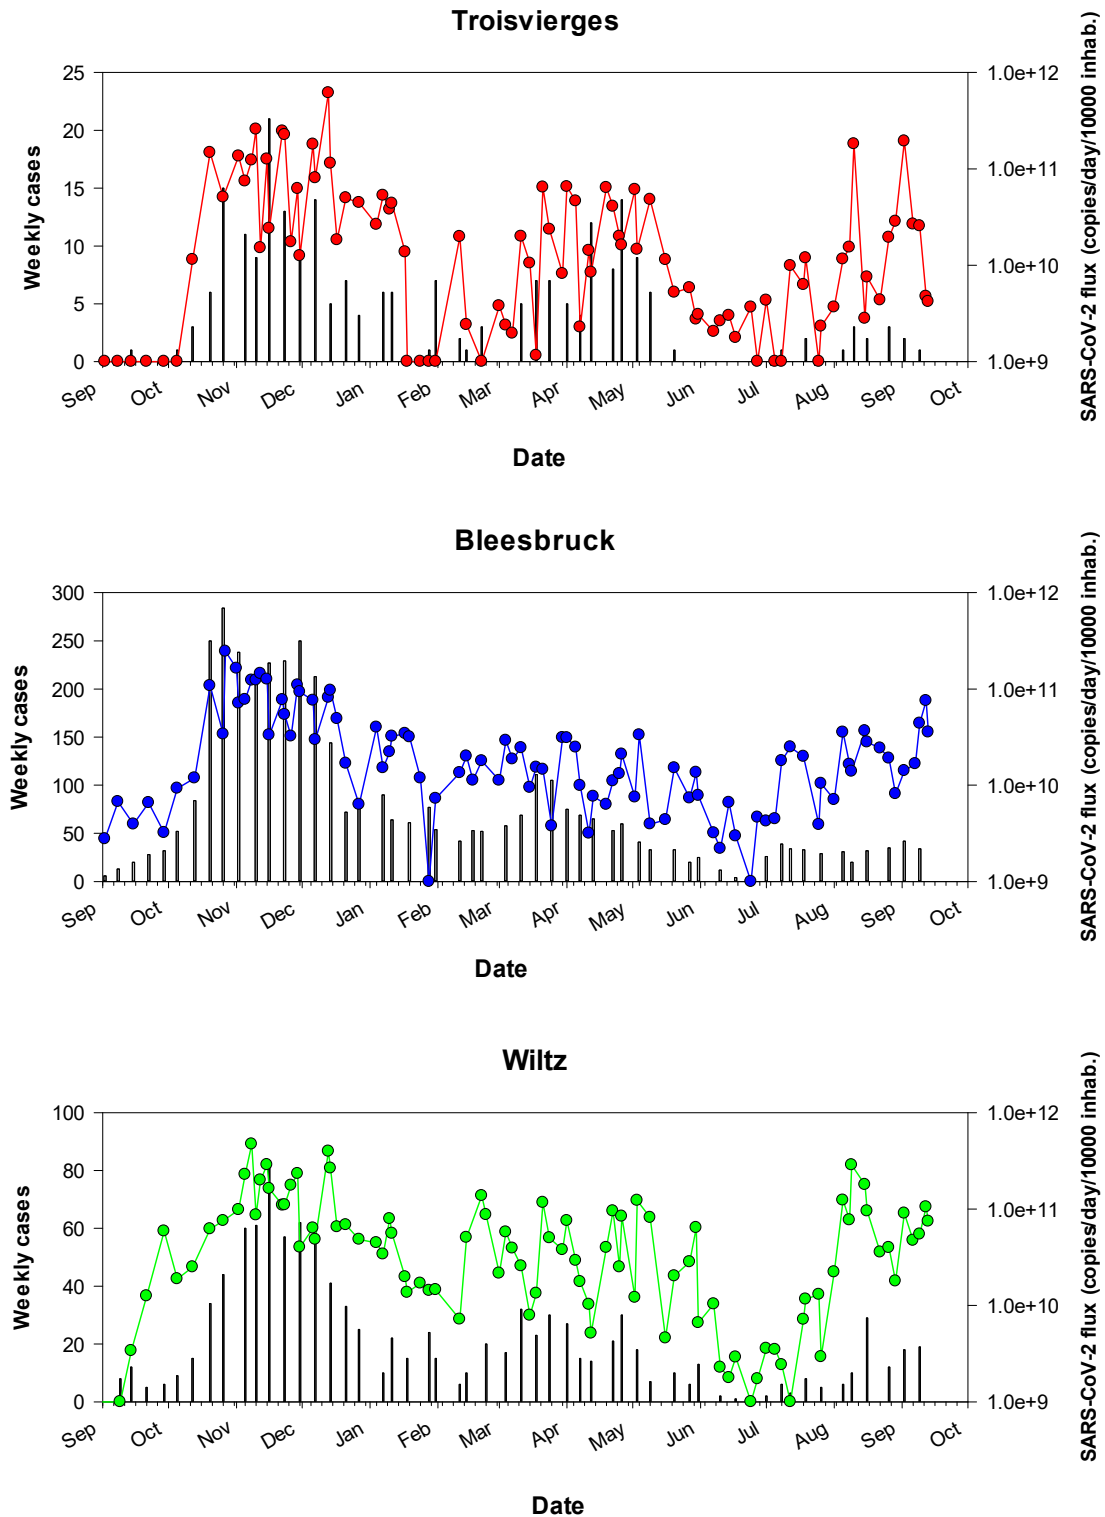 Troisvierges
25
20
15
10
5
0
1.0e+12
1.0e+11
1.0e+10
1.0e+9
Weekly cases
SARS-CoV-2 flux (copies/day/10000 inhab.)
Sep Oct Nov Dec Jan Feb Mar Apr May Jun Jul Aug Sep Oct
Date
Bleesbruck
300
250
200
150
100
50
0
1.0e+12
1.0e+11
1.0e+10
1.0e+9
Weekly cases
SARS-CoV-2 flux (copies/day/10000 inhab.)
Sep Oct Nov Dec Jan Feb Mar Apr May Jun Jul Aug Sep Oct
Date
Wiltz
100
80
60
40
20
0
1.0e+12
1.0e+11
1.0e+10
1.0e+9
Weekly cases
SARS-CoV-2 flux (copies/day/10000 inhab.)
Sep Oct Nov Dec Jan Feb Mar Apr May Jun Jul Aug Sep Oct
Date